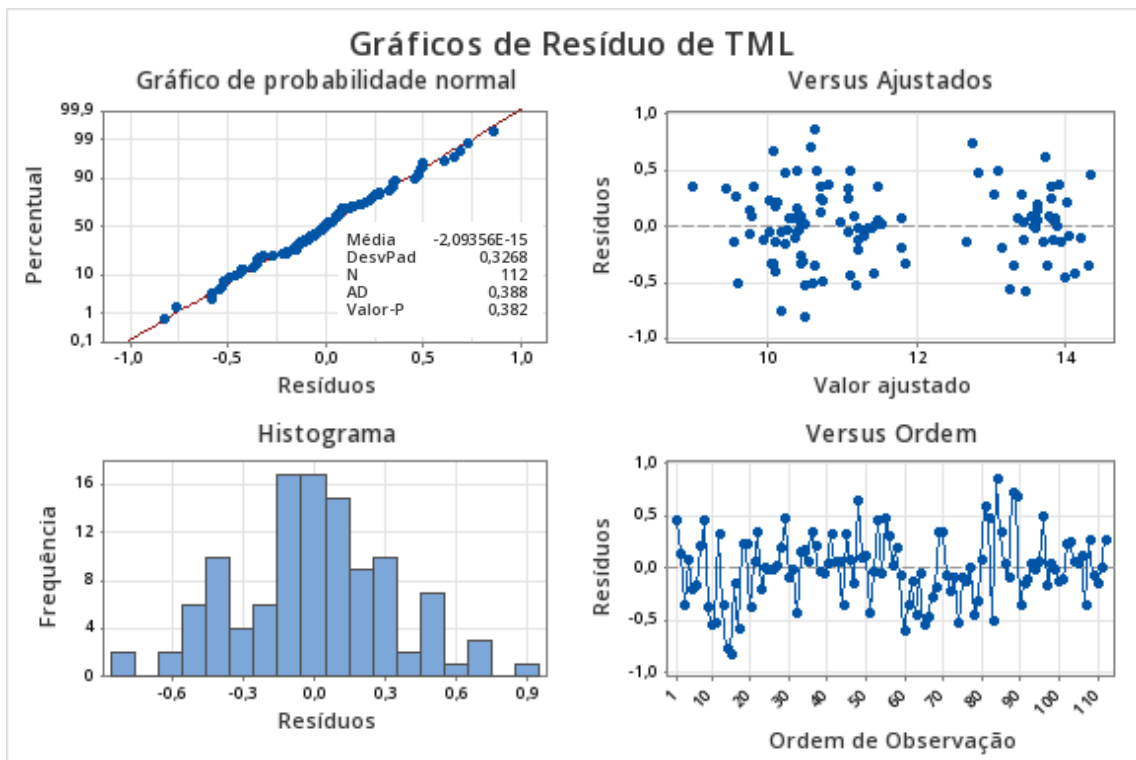 Gráficos de Resíduo de TML
Gráfico de probabilidade normal
99,9
99
90
50
10
1
0,1
Percentual
Média -2,09356E-15
DesvPad 0,3268
N 112
AD 0,388
Valor-P 0,382
-1,0 -0,5 0,0 0,5 1,0
Resíduos
Versus Ajustados
1,0
0,5
0,0
-0,5
-1,0
Resíduos
10 12 14
Valor ajustado
Histograma
16
12
8
4
0
Frequência
-0,6 -0,3 0,0 0,3 0,6 0,9
Resíduos
Versus Ordem
1,0
0,5
0,0
-0,5
-1,0
Resíduos
1 10 20 30 40 50 60 70 80 90 100 110
Ordem de Observação